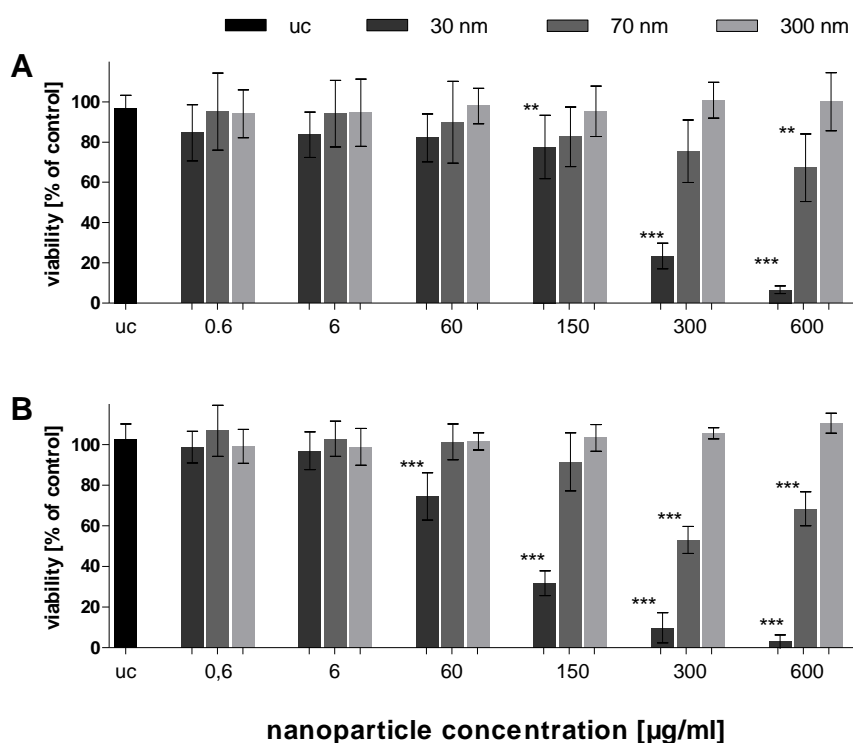 uc 30 nm 70 nm 300 nm
A
viability [% of control]
100
80
60
40
20
0
** *** *** **
uc 0.6 6 60 150 300 600
B
viability [% of control]
100
80
60
40
20
0
*** *** *** *** *** ***
uc 0,6 6 60 150 300 600
nanoparticle concentration [µg/ml]